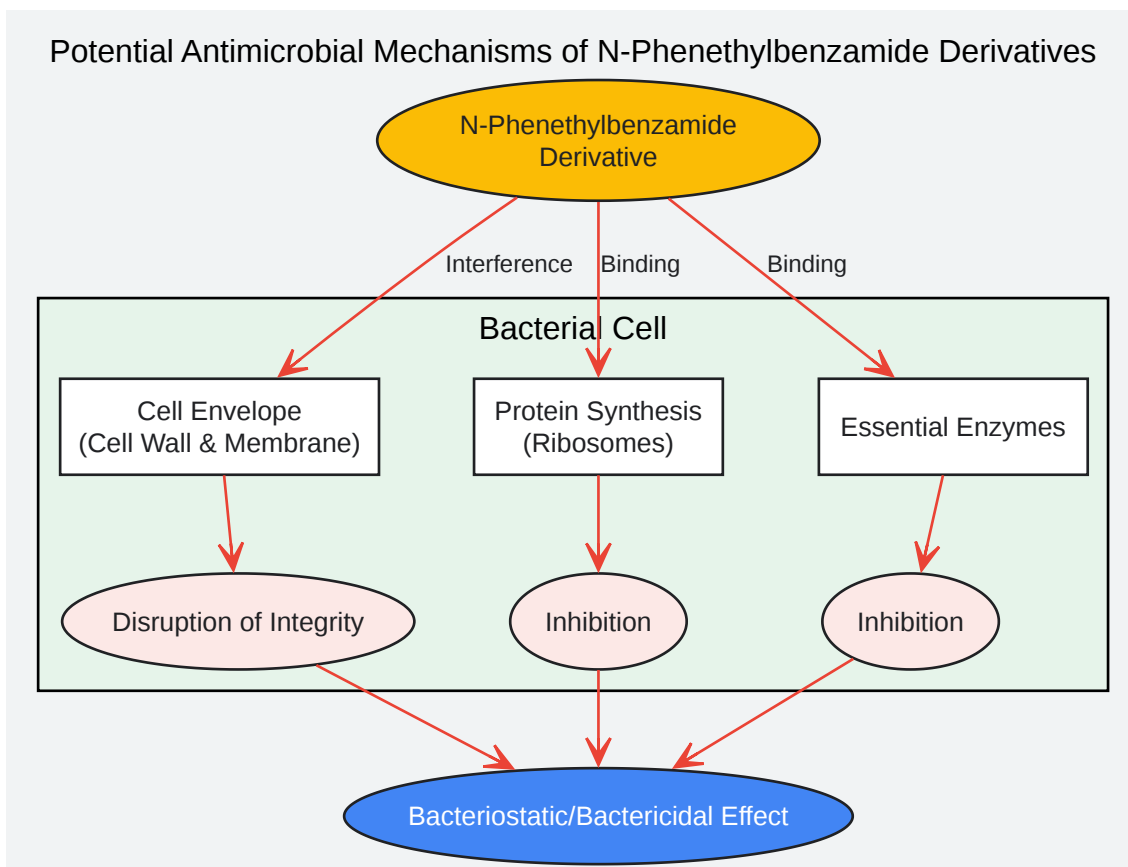 Potential Antimicrobial Mechanisms of N-Phenethylbenzamide Derivatives
N-Phenethylbenzamide
Derivative
Interference
Binding
Binding
Bacterial Cell
Cell Envelope
(Cell Wall & Membrane)
Protein Synthesis
(Ribosomes)
Essential Enzymes
Disruption of Integrity
Inhibition
Inhibition
Bacteriostatic/Bactericidal Effect